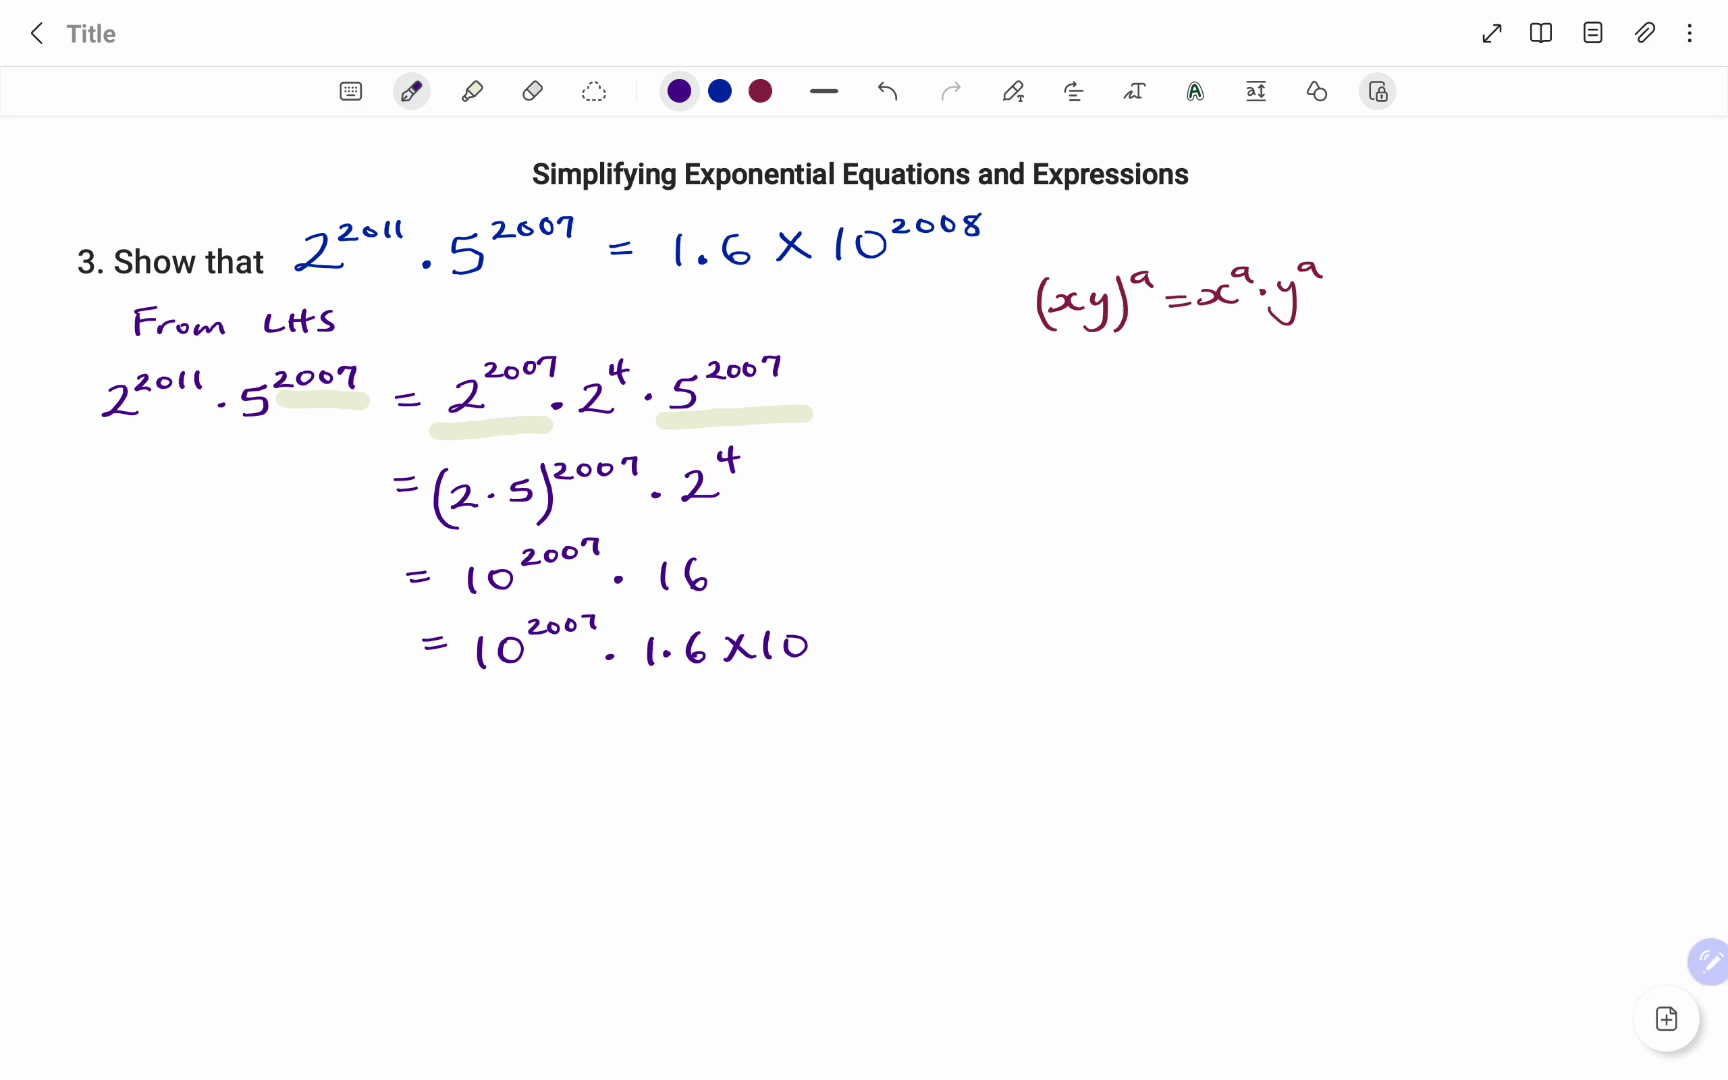 Title
Simplifying Exponential Equations and Expressions
3. Show that 2^2011 · 5^2007 = 1.6 × 10^2008
(xy)^a = x^a · y^a
From LHS
2^2011 · 5^2007 = 2^2007 · 2^4 · 5^2007
= (2 · 5)^2007 · 2^4
= 10^2007 · 16
= 10^2007 · 1.6 × 10